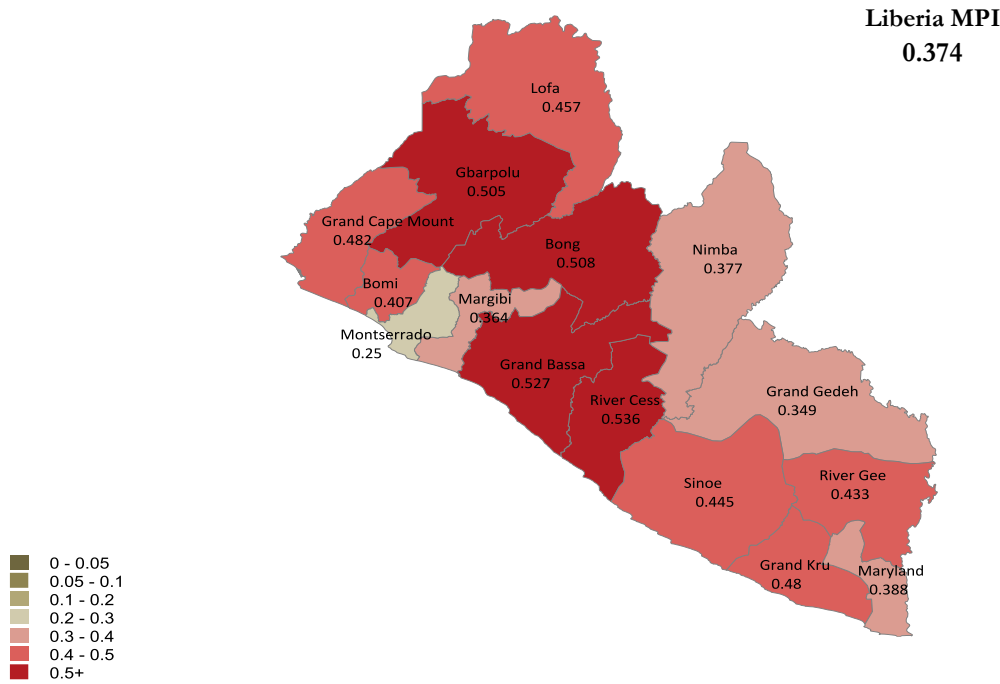 Liberia MPI
0.374
Lofa
0.457
Gbarpolu
0.505
Grand Cape Mount
0.482
Bong
0.508
Nimba
0.377
Bomi
0.407
Margibi
0.364
Montserrado
0.25
Grand Bassa
0.527
River Cess
0.536
Grand Gedeh
0.349
Sinoe
0.445
River Gee
0.433
Grand Kru
0.48
Maryland
0.388
0 - 0.05
0.05 - 0.1
0.1 - 0.2
0.2 - 0.3
0.3 - 0.4
0.4 - 0.5
0.5+